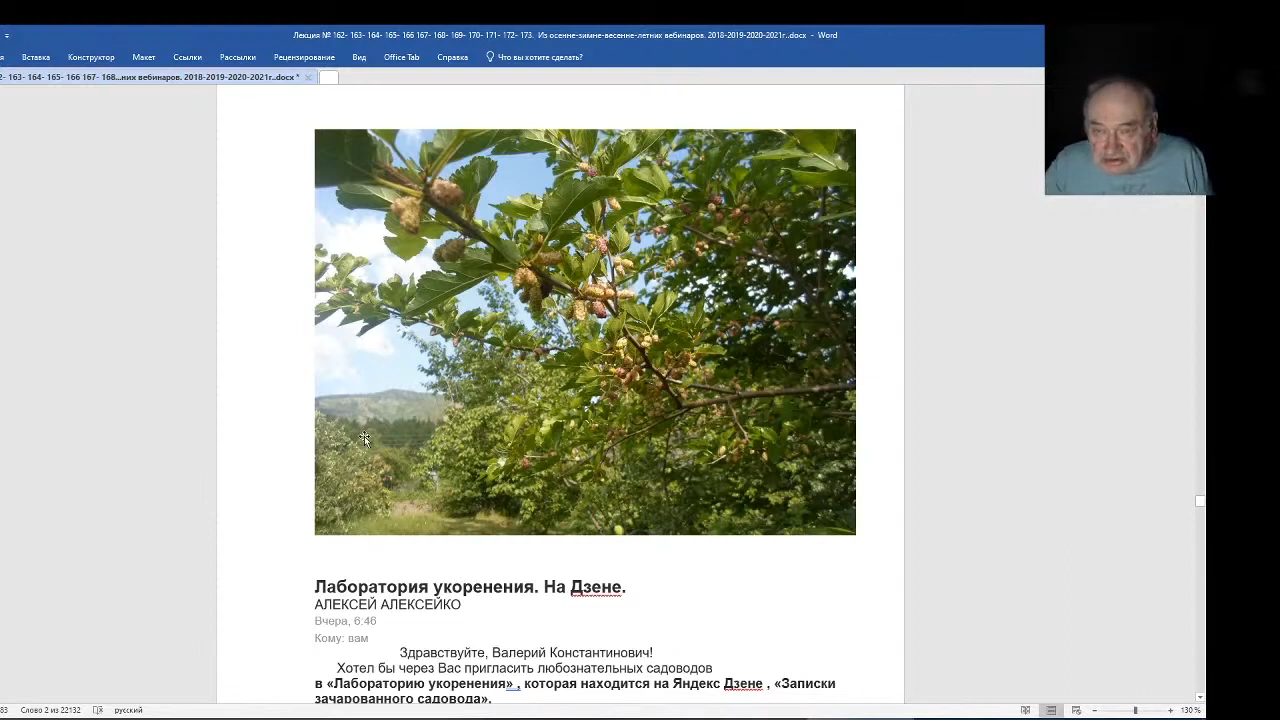 Лекция № 162- 163- 164- 165- 166 167- 168- 169- 170- 171- 172- 173. Из осенне-зимне-весенне-летних вебинаров. 2018-2019-2020-2021г..docx - Word
Вставка Конструктор Макет Ссылки Рассылки Рецензирование Вид Office Tab Справка Что вы хотите сделать?
2- 163- 164- 165- 166 167- 168...них вебинаров. 2018-2019-2020-2021г..docx *
Лаборатория укоренения. На Дзене.
АЛЕКСЕЙ АЛЕКСЕЙКО
Вчера, 6:46
Кому: вам
Здравствуйте, Валерий Константинович!
Хотел бы через Вас пригласить любознательных садоводов
в «Лабораторию укоренения» , которая находится на Яндекс Дзене , «Записки
зачарованного садовода».
83 Слово 2 из 22132 русский 130 %